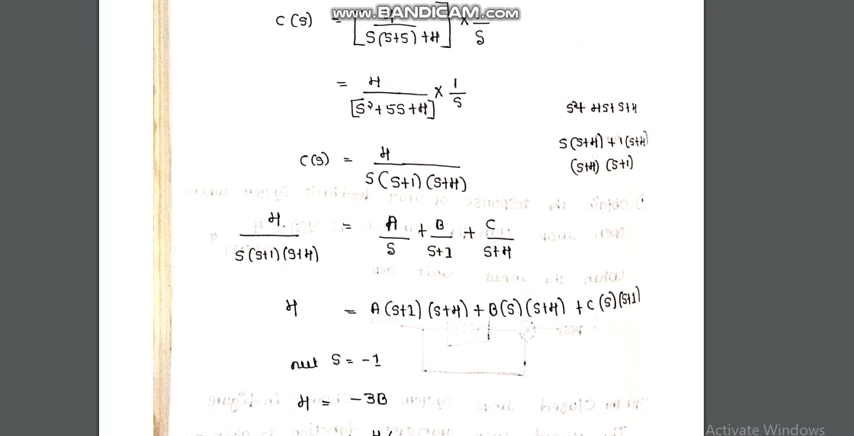 WWW.BANDICAM.COM
C(S) = [4 / S(S+5)+4] × 1/S
= 4 / [S²+5S+4] × 1/S
S²+4S+S+4
S(S+4)+1(S+4)
(S+4) (S+1)
C(S) = 4 / S(S+1)(S+4)
4 / S(S+1)(S+4) = A/S + B/S+1 + C/S+4
4 = A(S+1)(S+4)+B(S)(S+4)+C(S)(S+1)
put S=-1
4 = -3B
Activate Windows